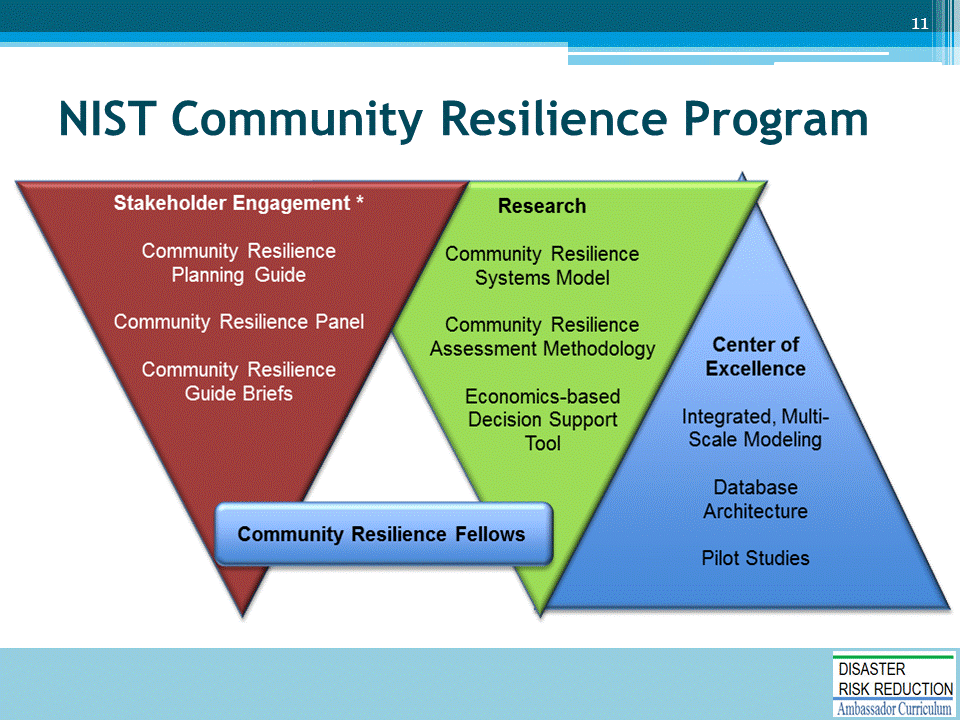 11
NIST Community Resilience Program
Stakeholder Engagement *
Community Resilience
Planning Guide
Community Resilience Panel
Community Resilience
Guide Briefs
Research
Community Resilience
Systems Model
Community Resilience
Assessment Methodology
Economics-based
Decision Support
Tool
Center of
Excellence
Integrated, Multi-
Scale Modeling
Database
Architecture
Pilot Studies
Community Resilience Fellows
DISASTER
RISK REDUCTION
Ambassador Curriculum